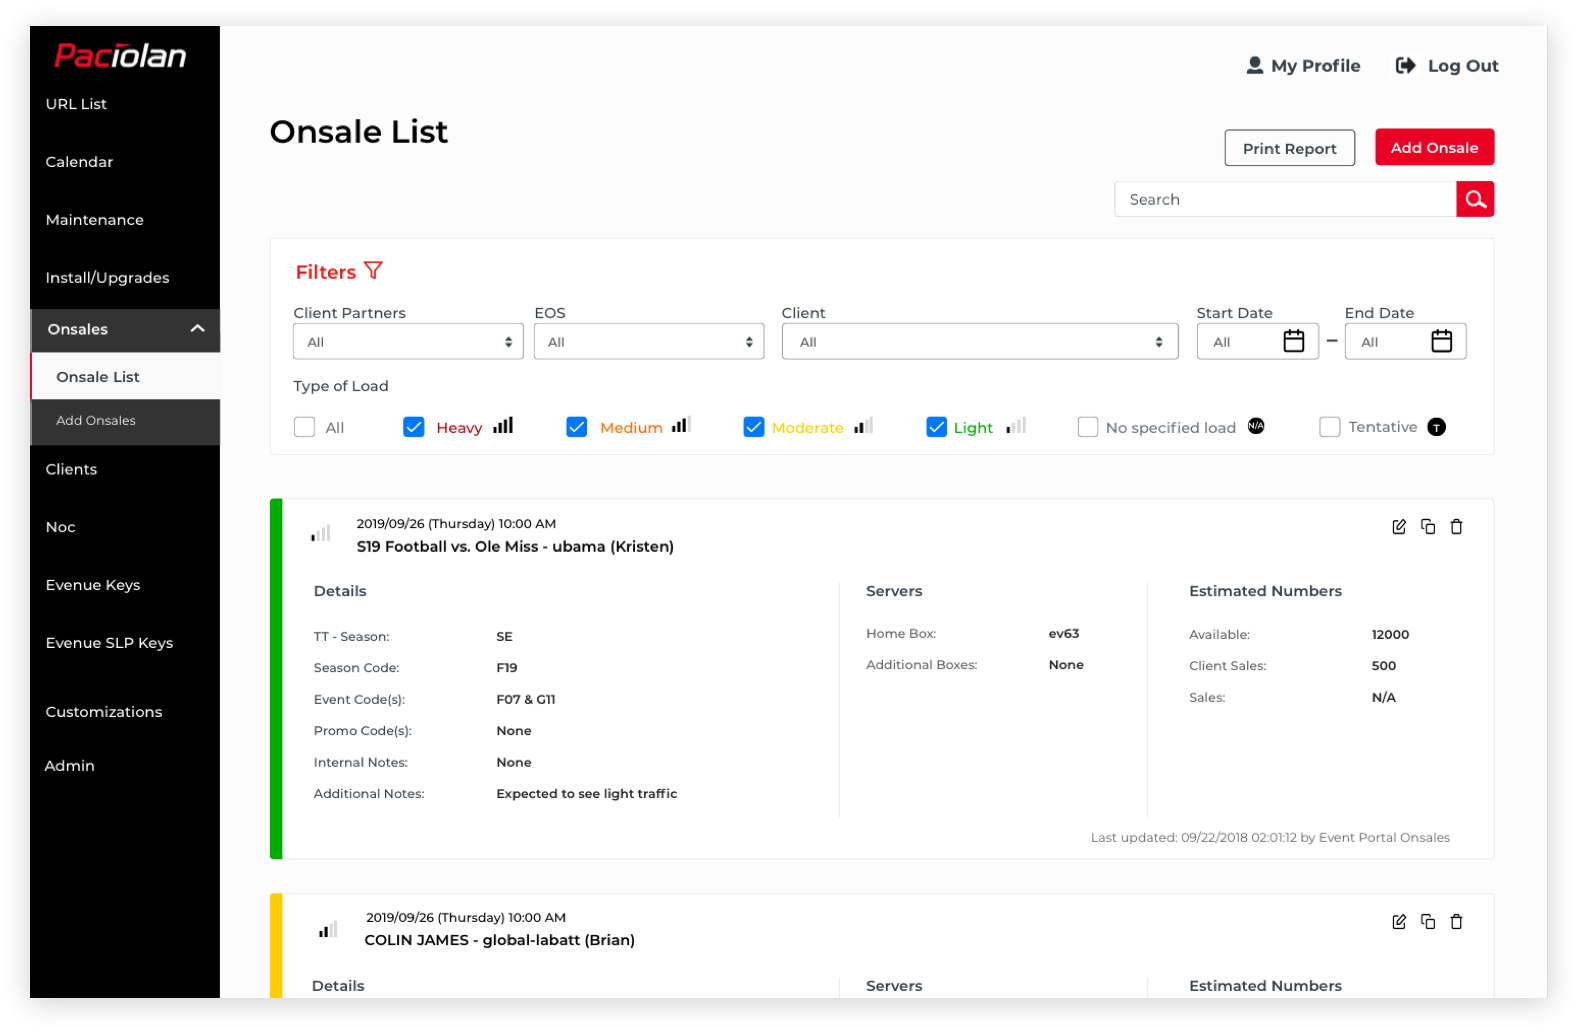 Paciolan
URL List
Calendar
Maintenance
Install/Upgrades
Onsales
Onsale List
Add Onsales
Clients
Noc
Evenue Keys
Evenue SLP Keys
Customizations
Admin
My Profile Log Out
Onsale List
Print Report Add Onsale
Search
Filters
Client Partners EOS Client Start Date End Date
All All All All – All
Type of Load
All Heavy Medium Moderate Light No specified load N/A Tentative T
2019/09/26 (Thursday) 10:00 AM
S19 Football vs. Ole Miss - ubama (Kristen)
Details Servers Estimated Numbers
TT - Season: SE Home Box: ev63 Available: 12000
Season Code: F19 Additional Boxes: None Client Sales: 500
Event Code(s): F07 & G11 Sales: N/A
Promo Code(s): None
Internal Notes: None
Additional Notes: Expected to see light traffic
Last updated: 09/22/2018 02:01:12 by Event Portal Onsales
2019/09/26 (Thursday) 10:00 AM
COLIN JAMES - global-labatt (Brian)
Details Servers Estimated Numbers